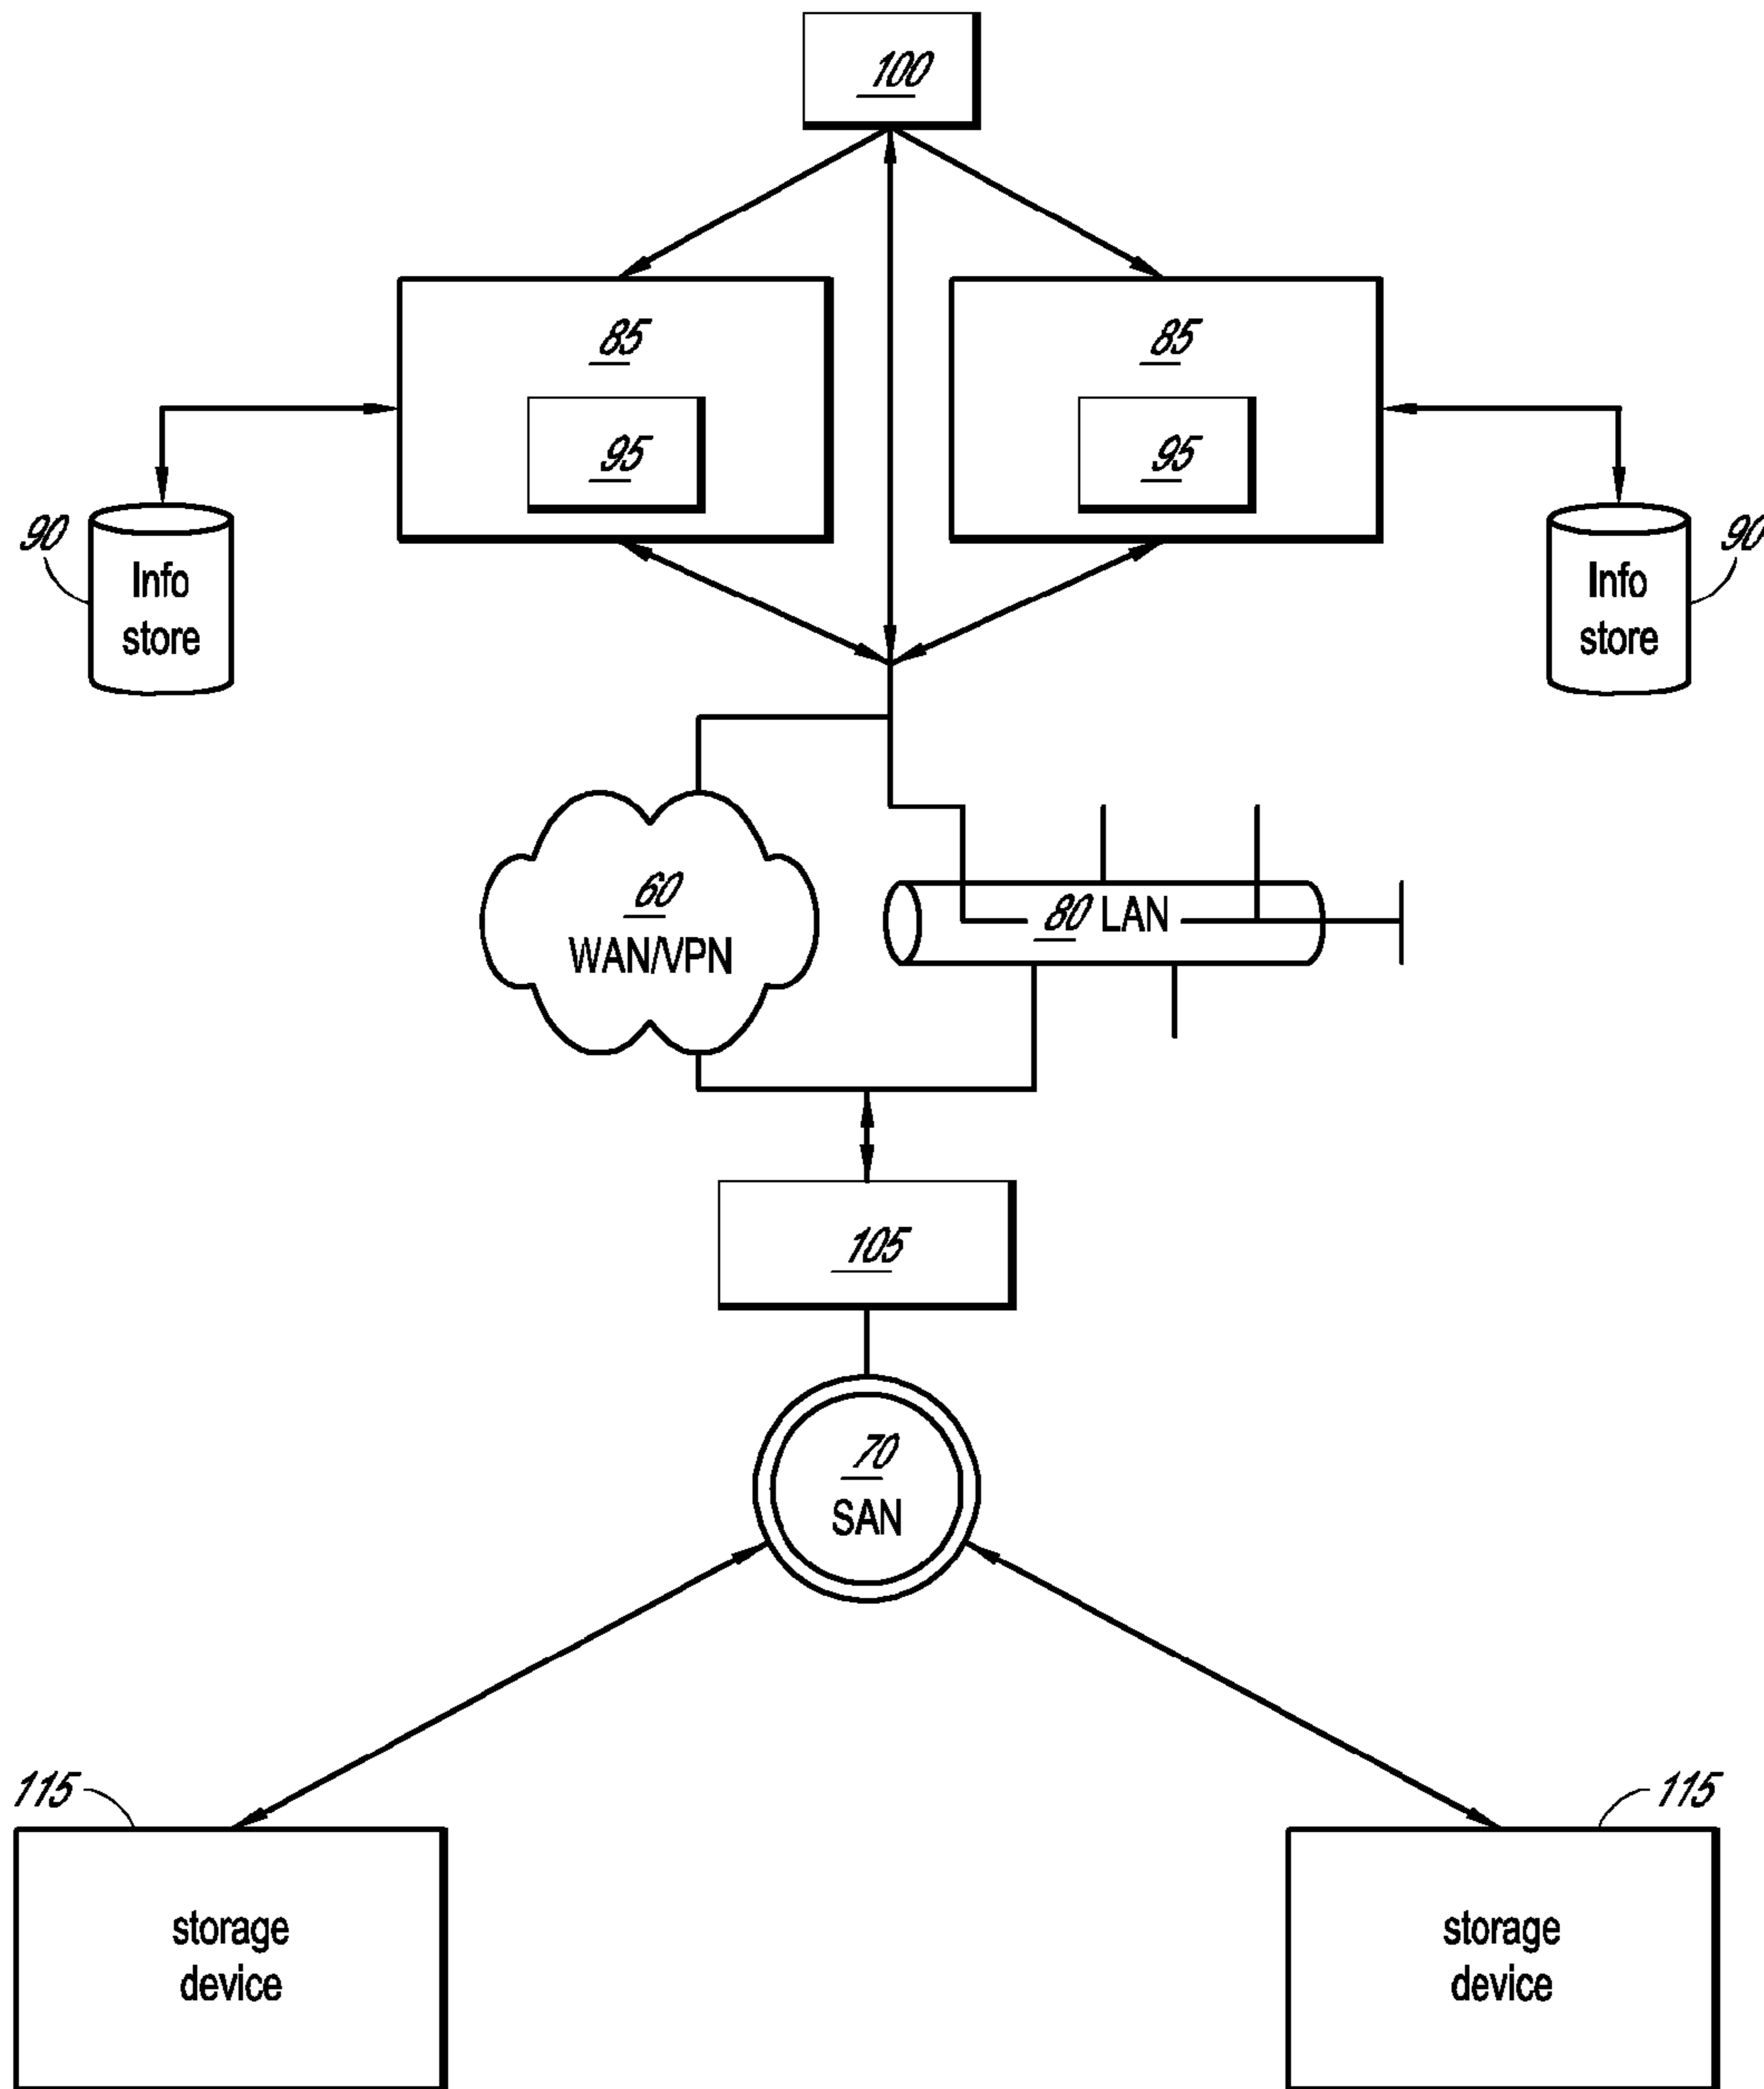 100
85
85
95
95
90
Info
store
90
Info
store
60
WAN/VPN
80 LAN
105
70
SAN
115
storage
device
115
storage
device